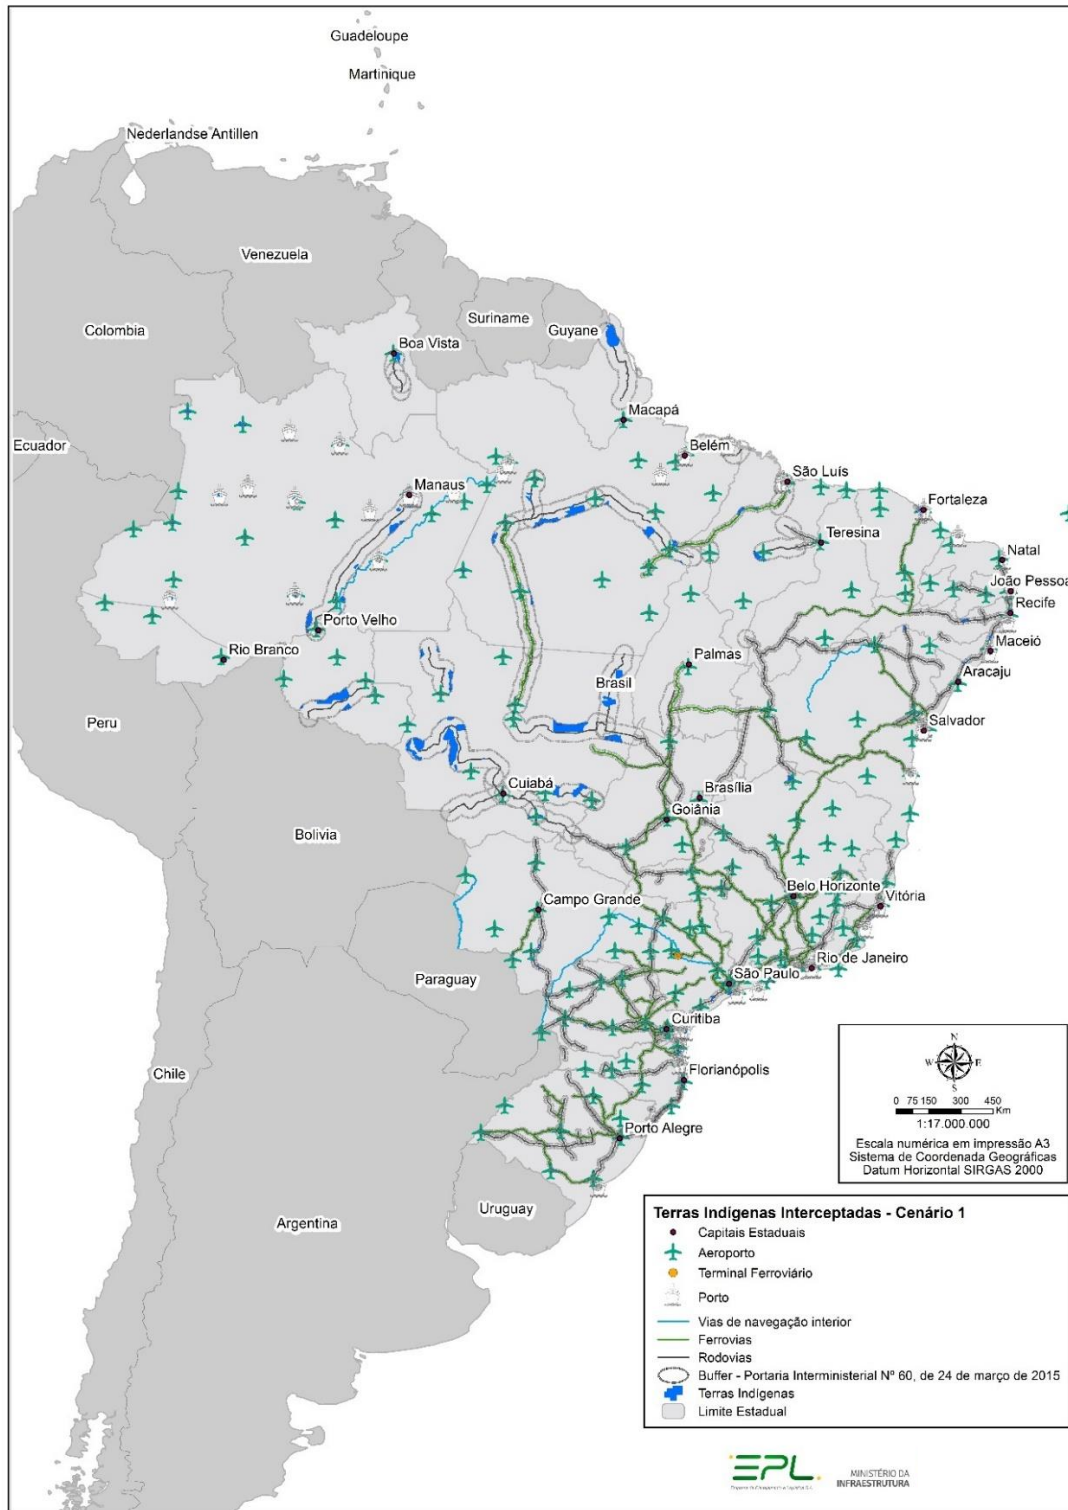 Guadeloupe
Martinique
Nederlandse Antillen
Venezuela
Suriname
Guyane
Colombia
Boa Vista
Macapá
Ecuador
Belém
São Luís
Manaus
Fortaleza
Teresina
Natal
João Pessoa
Recife
Porto Velho
Maceió
Rio Branco
Palmas
Aracaju
Brasil
Peru
Salvador
Cuiabá
Brasília
Goiânia
Bolivia
Belo Horizonte
Campo Grande
Vitória
Rio de Janeiro
Paraguay
São Paulo
Curitiba
Chile
Florianópolis
Porto Alegre
Uruguay
Argentina
N
W E
S
0 75 150 300 450
Km
1:17.000.000
Escala numérica em impressão A3
Sistema de Coordenada Geográficas
Datum Horizontal SIRGAS 2000
Terras Indígenas Interceptadas - Cenário 1
Capitais Estaduais
Aeroporto
Terminal Ferroviário
Porto
Vias de navegação interior
Ferrovias
Rodovias
Buffer - Portaria Interministerial Nº 60, de 24 de março de 2015
Terras Indígenas
Limite Estadual
EPL
MINISTÉRIO DA
INFRAESTRUTURA